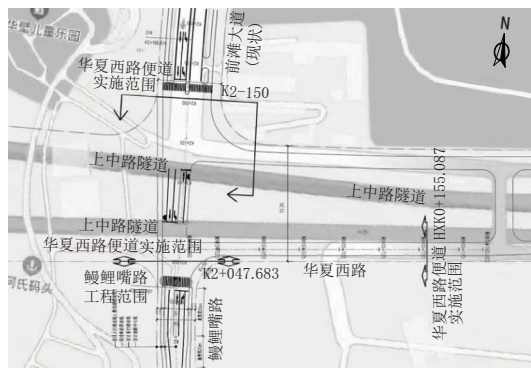 华夏儿童乐园
N
前滩大道
(现状)
华夏西路便道
实施范围
K2-150
上中路隧道
上中路隧道
上中路隧道
华夏西路便道实施范围
K2+047.683
华夏西路
华夏西路便道 HXK0+155.087
实施范围
鳗鲤嘴路
工程范围
鳗鲤嘴路
何氏码头